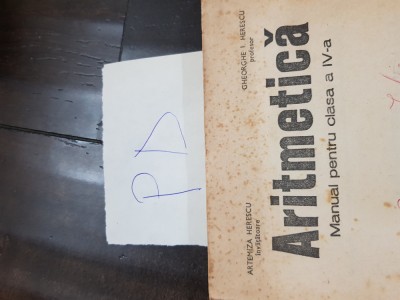 ARTEMIZA HERESCU
învățătoare
GHEORGHE I. HERESCU
profesor
Aritmetică
Manual pentru clasa a IV-a
PD